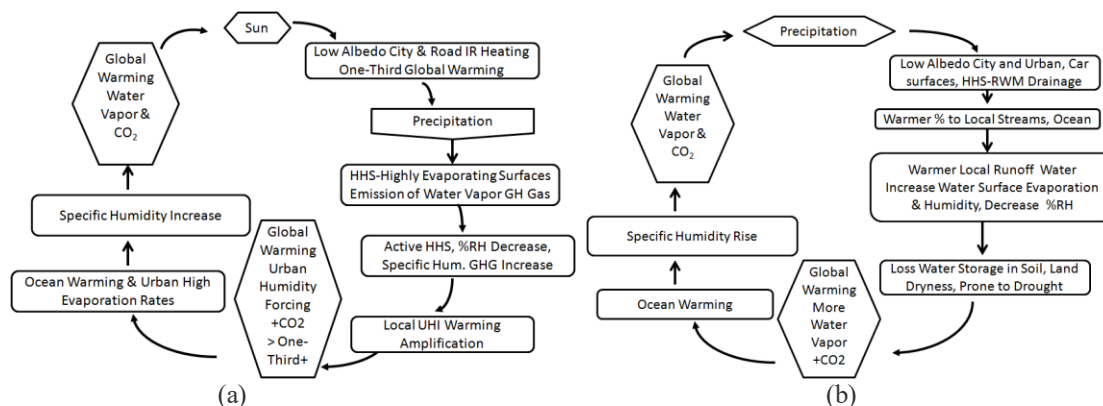 Sun
Low Albedo City & Road IR Heating
One-Third Global Warming
Precipitation
HHS-Highly Evaporating Surfaces
Emission of Water Vapor GH Gas
Active HHS, %RH Decrease,
Specific Hum. GHG Increase
Local UHI Warming
Amplification
Global
Warming
Urban
Humidity
Forcing
+CO2
> One-
Third+
Ocean Warming & Urban High
Evaporation Rates
Specific Humidity Increase
Global
Warming
Water
Vapor &
CO2
(a)
Precipitation
Low Albedo City and Urban, Car
surfaces, HHS-RWM Drainage
Warmer % to Local Streams, Ocean
Warmer Local Runoff Water
Increase Water Surface Evaporation
& Humidity, Decrease %RH
Loss Water Storage in Soil, Land
Dryness, Prone to Drought
Global
Warming
More
Water
Vapor
+CO2
Ocean Warming
Specific Humidity Rise
Global
Warming
Water
Vapor &
CO2
(b)